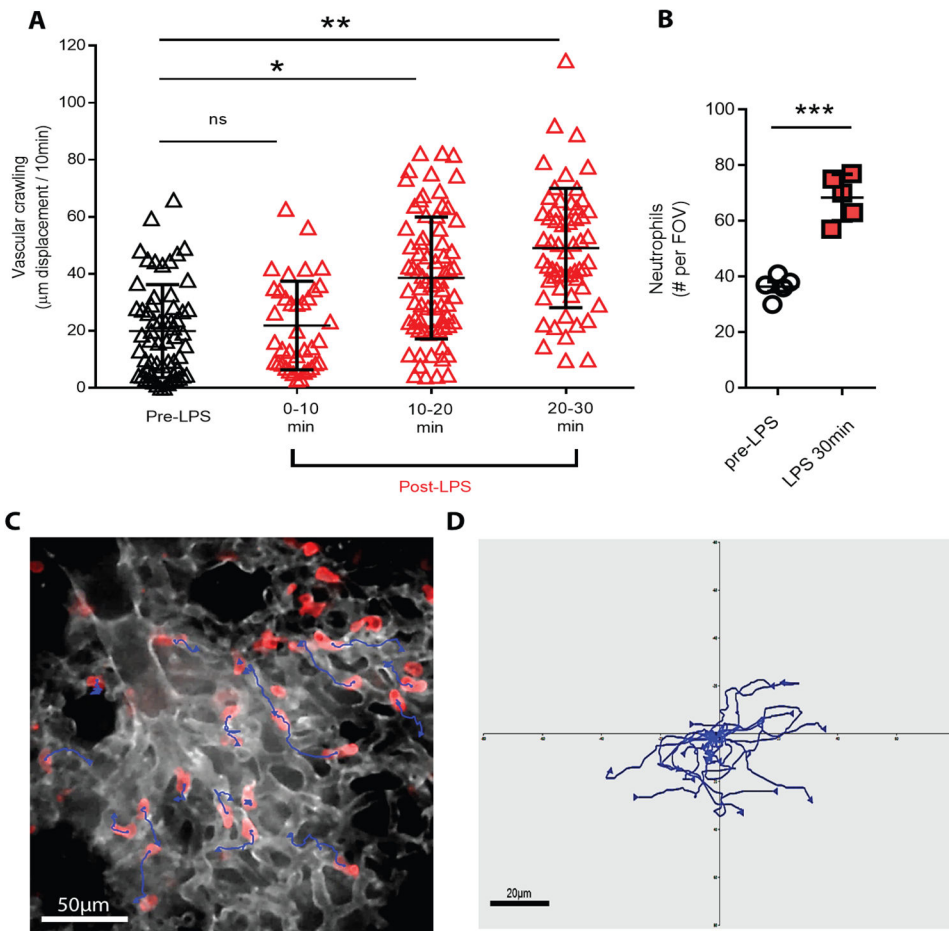 A
B
**
*
ns
***
120
100
80
60
40
20
0
Vascular crawling
(μm displacement / 10min)
Pre-LPS
0-10
min
10-20
min
20-30
min
Post-LPS
100
80
60
40
20
0
Neutrophils
(# per FOV)
pre-LPS
LPS 30min
C
D
50μm
20μm